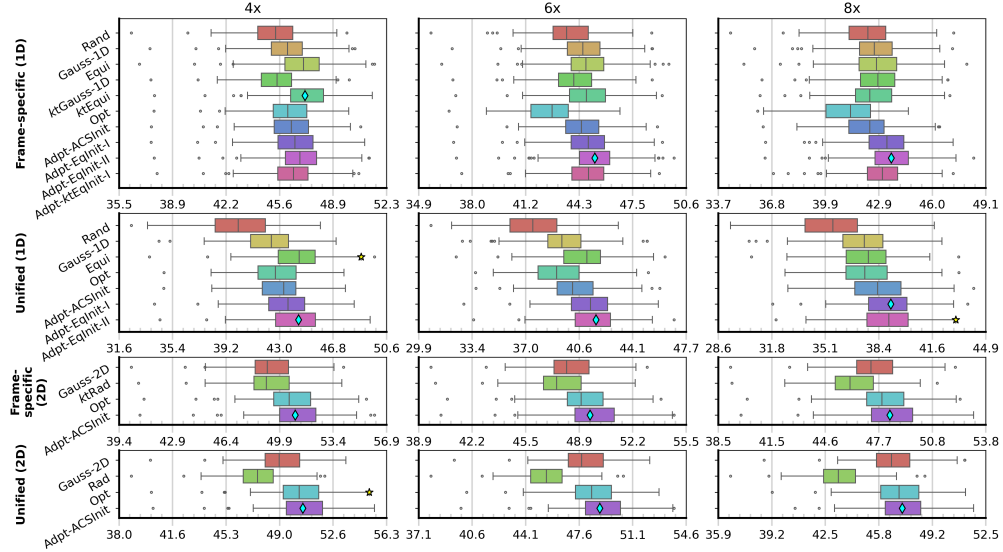 4x 6x 8x
Frame-specific (1D)
Rand
Gauss-1D
Equi
ktGauss-1D
ktEqui
Opt
Adpt-ACSInit
Adpt-EqInit-I
Adpt-EqInit-II
Adpt-ktEqInit-I
35.5 38.9 42.2 45.6 48.9 52.3
34.9 38.0 41.2 44.3 47.5 50.6
33.7 36.8 39.9 42.9 46.0 49.1
Unified (1D)
Rand
Gauss-1D
Equi
Opt
Adpt-ACSInit
Adpt-EqInit-I
Adpt-EqInit-II
31.6 35.4 39.2 43.0 46.8 50.6
29.9 33.4 37.0 40.6 44.1 47.7
28.6 31.8 35.1 38.4 41.6 44.9
Frame-
specific
(2D)
Gauss-2D
ktRad
Opt
Adpt-ACSInit
39.4 42.9 46.4 49.9 53.4 56.9
38.9 42.2 45.5 48.9 52.2 55.5
38.5 41.5 44.6 47.7 50.8 53.8
Unified (2D)
Gauss-2D
Rad
Opt
Adpt-ACSInit
38.0 41.6 45.3 49.0 52.6 56.3
37.1 40.6 44.1 47.6 51.1 54.6
35.9 39.2 42.5 45.8 49.2 52.5